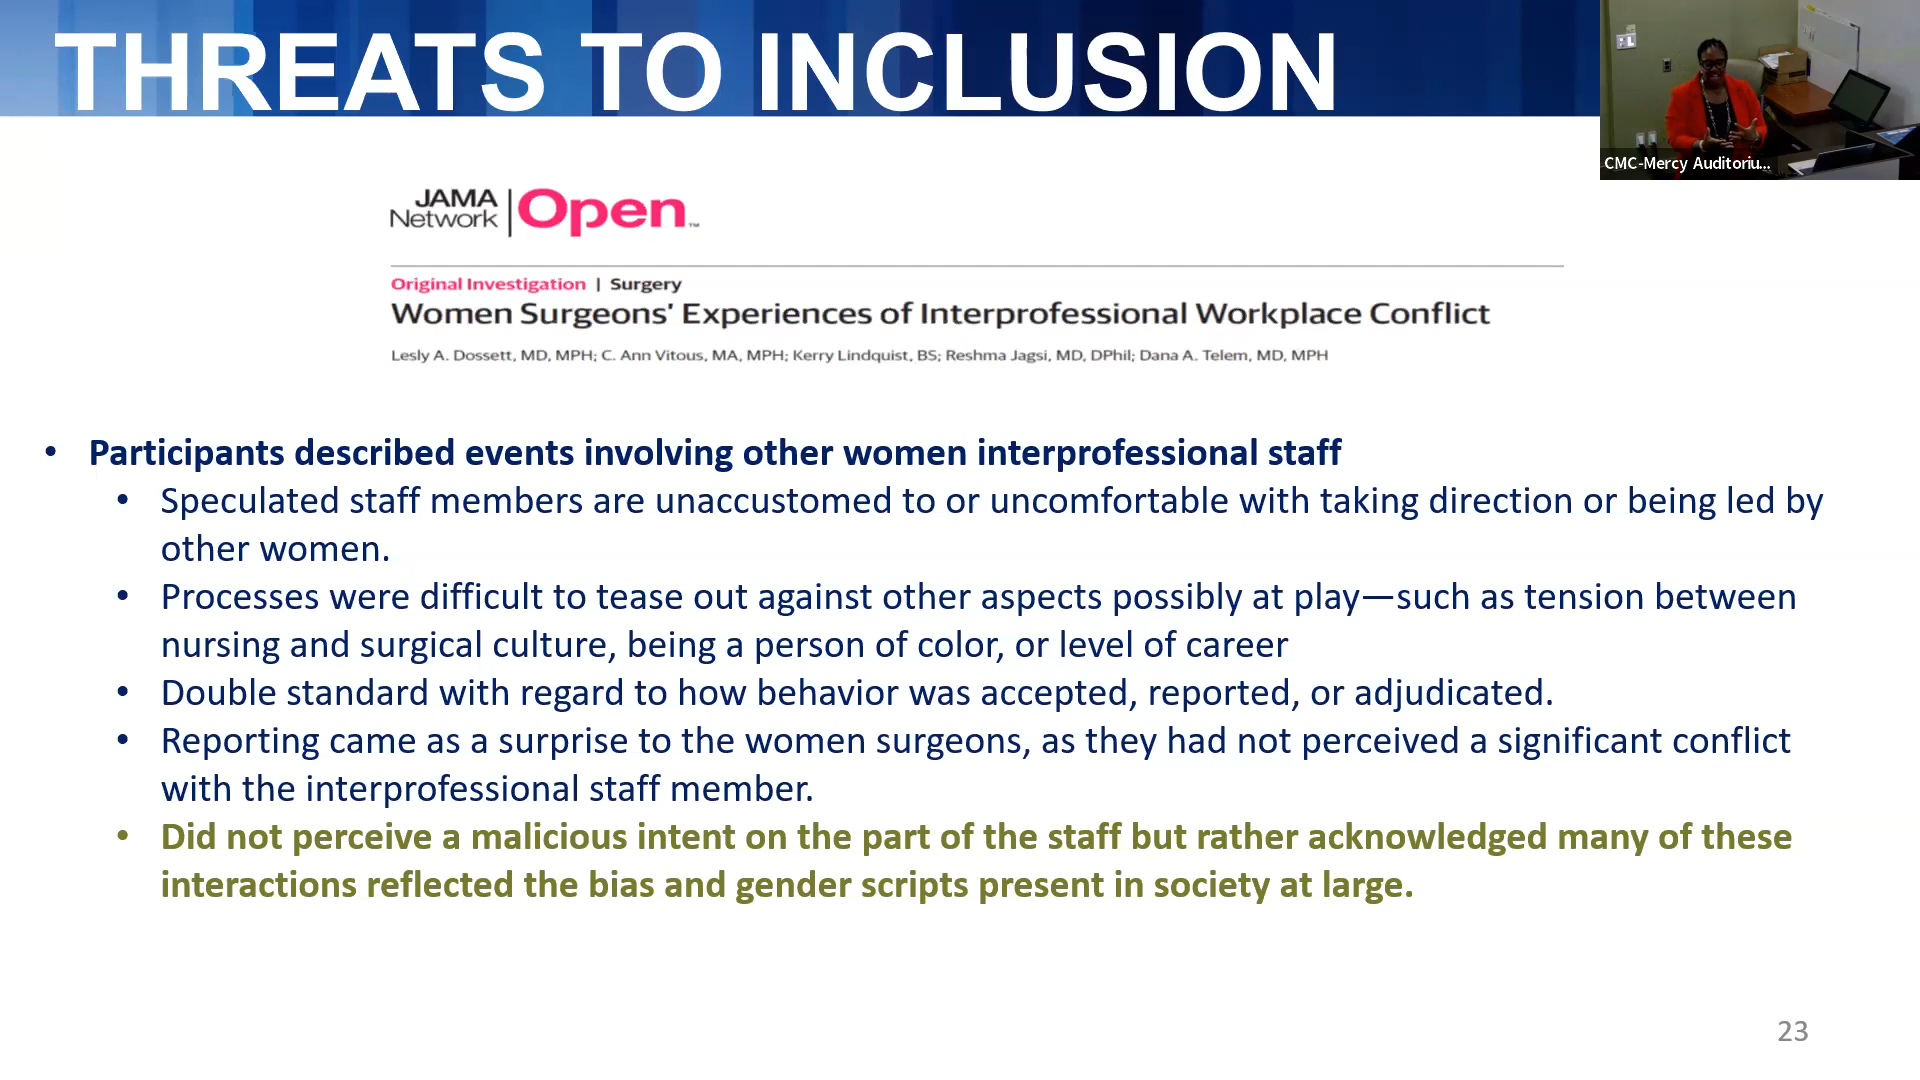 THREATS TO INCLUSION
CMC-Mercy Auditoriu...
JAMA
Network
Open™
Original Investigation | Surgery
Women Surgeons' Experiences of Interprofessional Workplace Conflict
Lesly A. Dossett, MD, MPH; C. Ann Vitous, MA, MPH; Kerry Lindquist, BS; Reshma Jagsi, MD, DPhil; Dana A. Telem, MD, MPH
• Participants described events involving other women interprofessional staff
• Speculated staff members are unaccustomed to or uncomfortable with taking direction or being led by
other women.
• Processes were difficult to tease out against other aspects possibly at play—such as tension between
nursing and surgical culture, being a person of color, or level of career
• Double standard with regard to how behavior was accepted, reported, or adjudicated.
• Reporting came as a surprise to the women surgeons, as they had not perceived a significant conflict
with the interprofessional staff member.
• Did not perceive a malicious intent on the part of the staff but rather acknowledged many of these
interactions reflected the bias and gender scripts present in society at large.
23